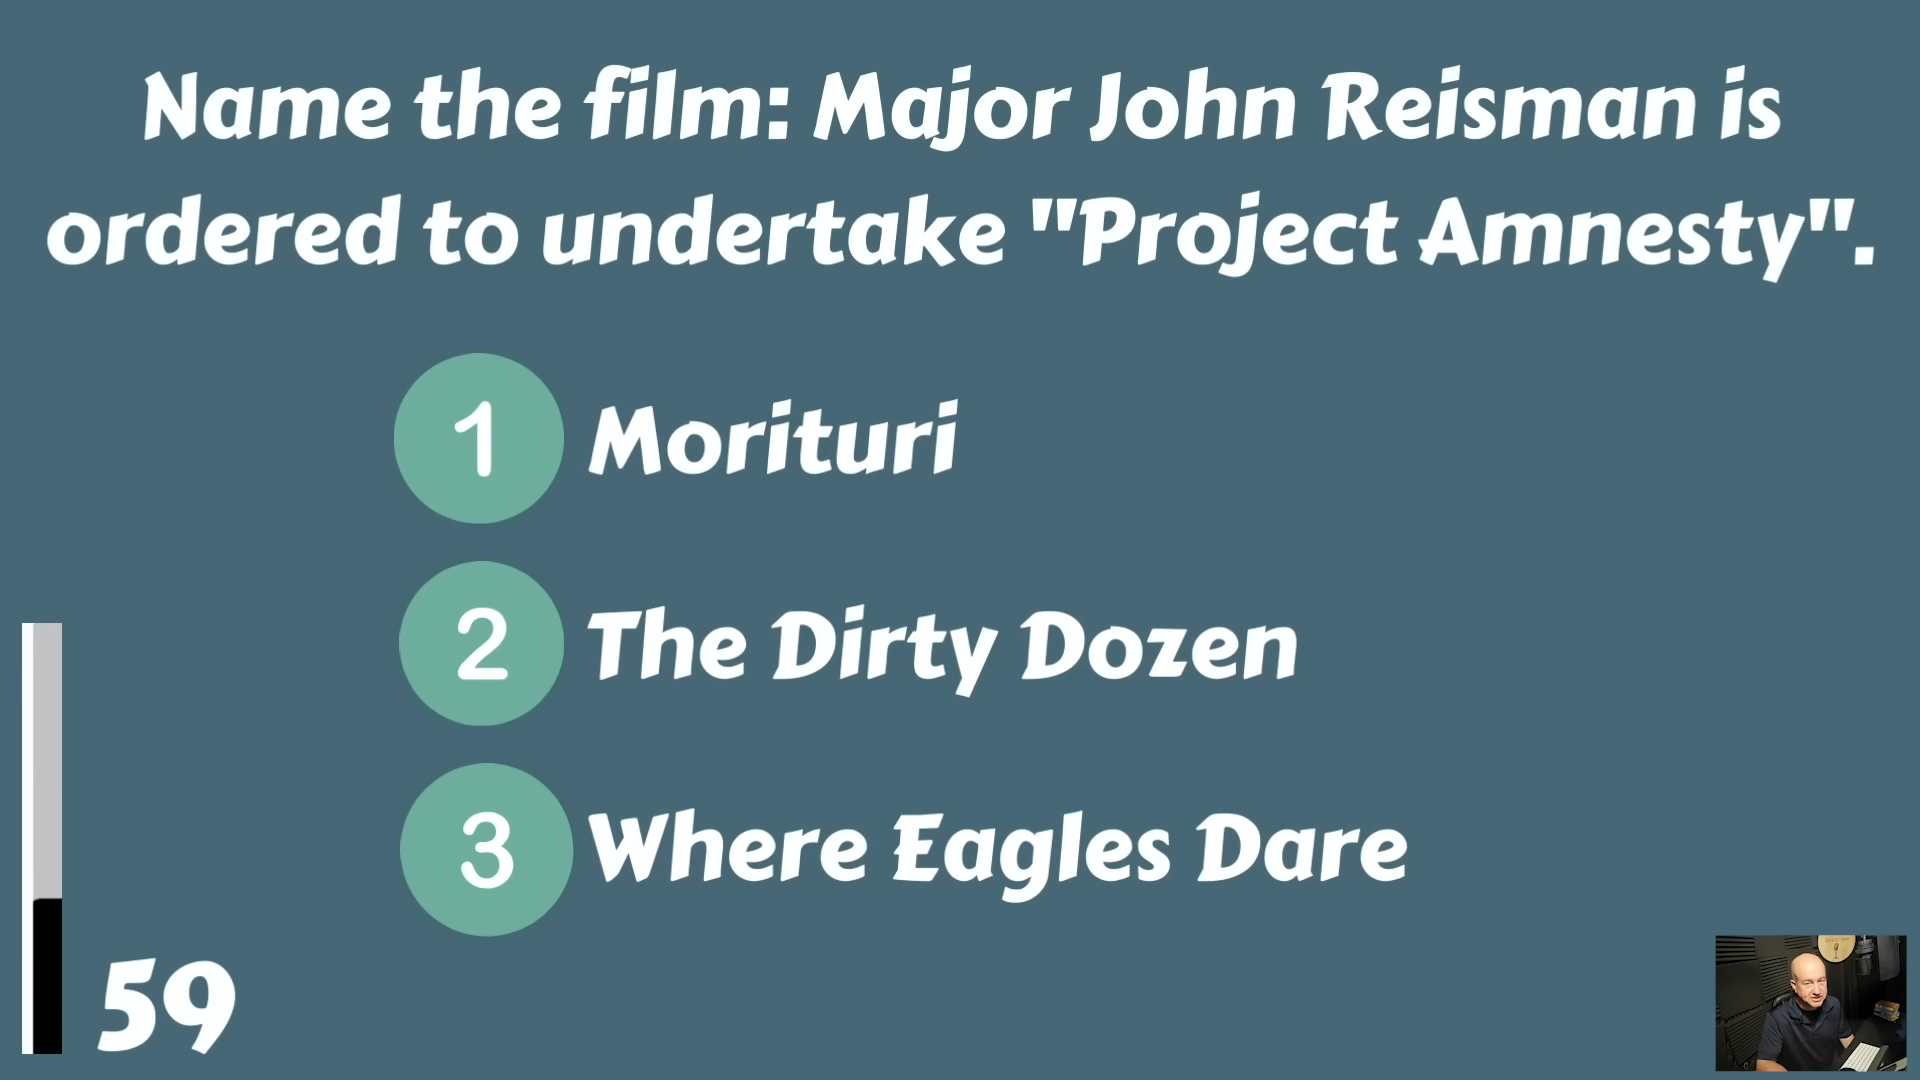 Name the film: Major John Reisman is
ordered to undertake "Project Amnesty".
1 Morituri
2 The Dirty Dozen
3 Where Eagles Dare
59